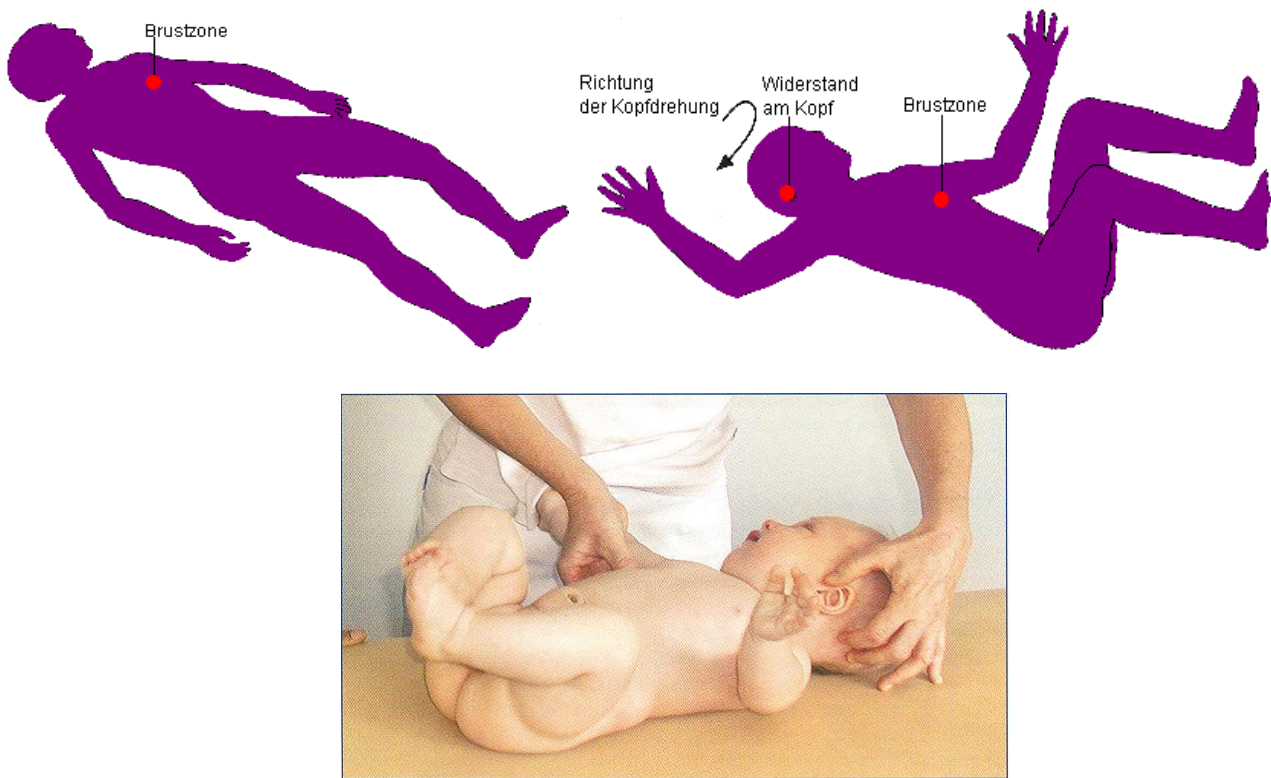 Brustzone
Richtung
der Kopfdrehung
Widerstand
am Kopf
Brustzone